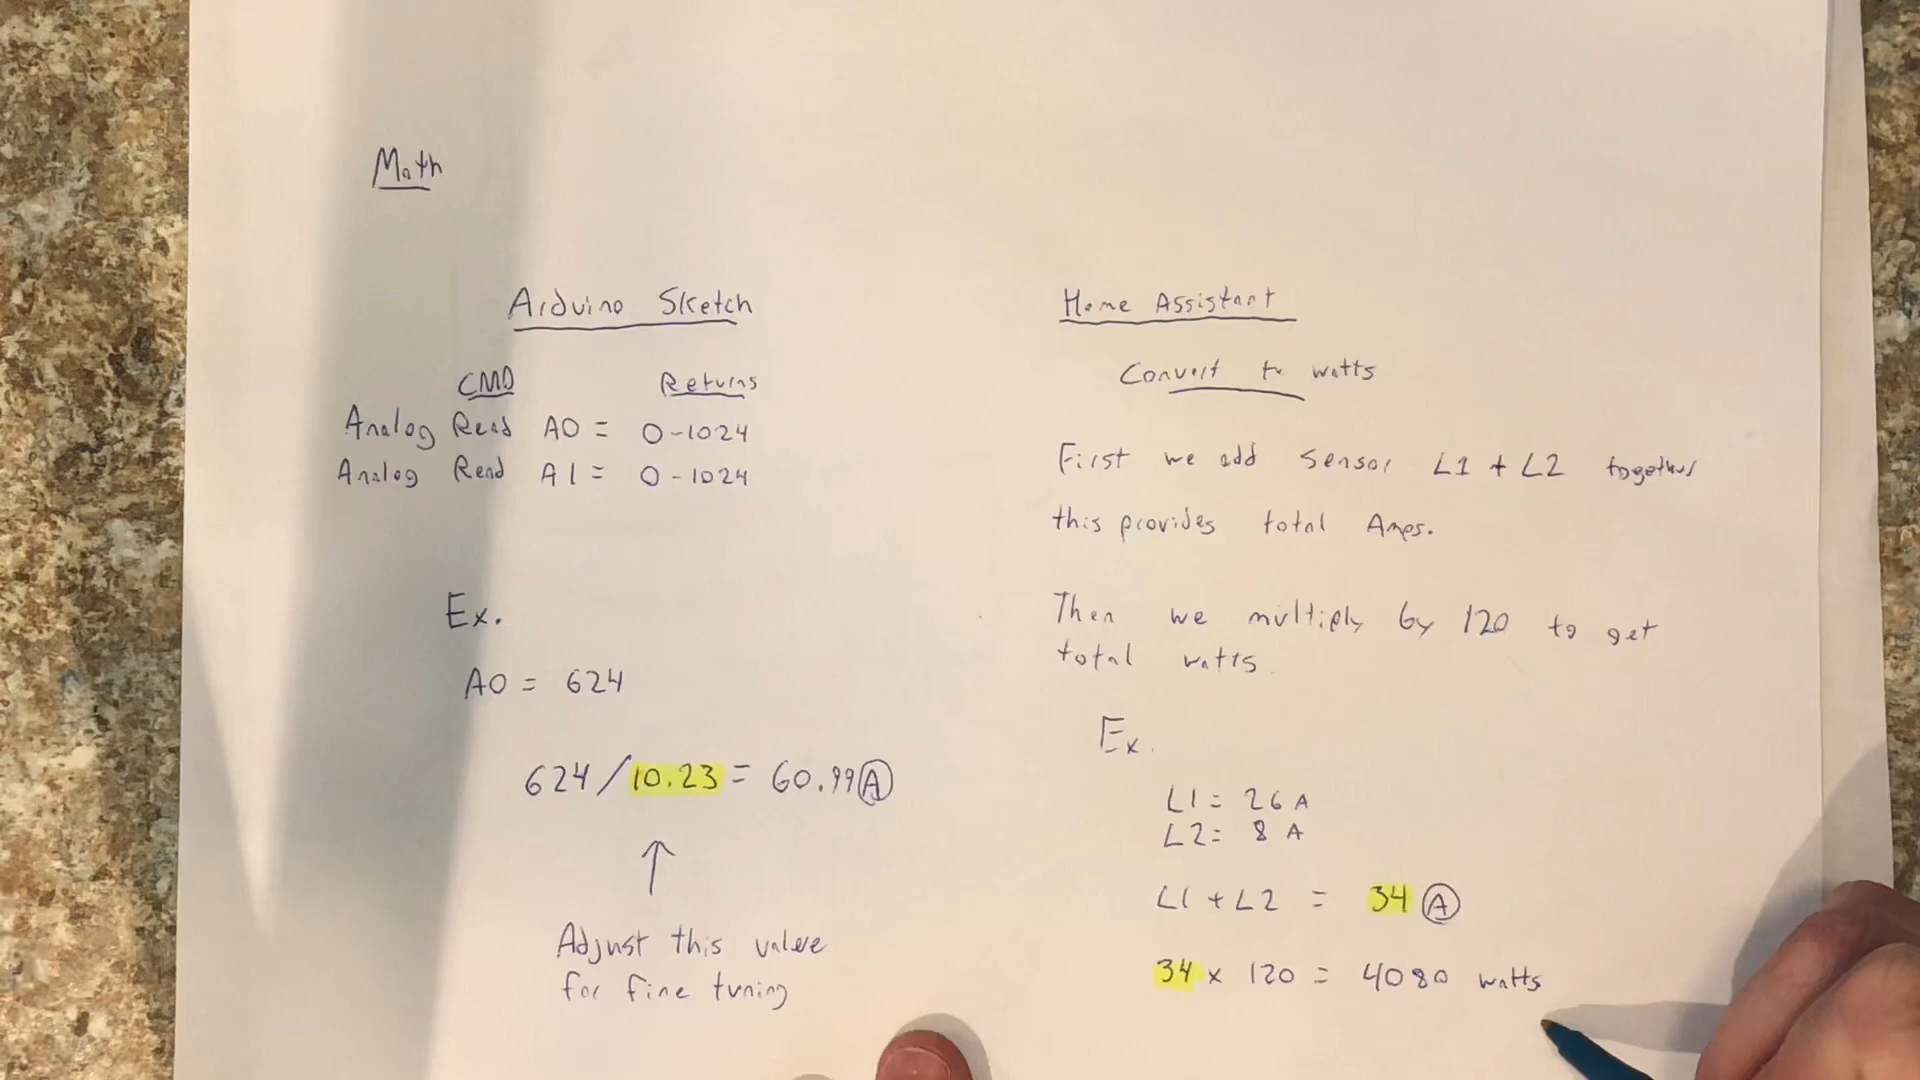 Math
Arduino Sketch
CMD Returns
Analog Read A0 = 0-1024
Analog Read A1 = 0-1024
Ex.
A0 = 624
624/10.23 = 60.99 A
↑
Adjust this value
for fine tuning
Home Assistant
Convert to watts
First we add sensor L1 + L2 together
this provides total Amps.
Then we multiply by 120 to get
total watts.
Ex.
L1 = 26 A
L2 = 8 A
L1 + L2 = 34 A
34 x 120 = 4080 watts